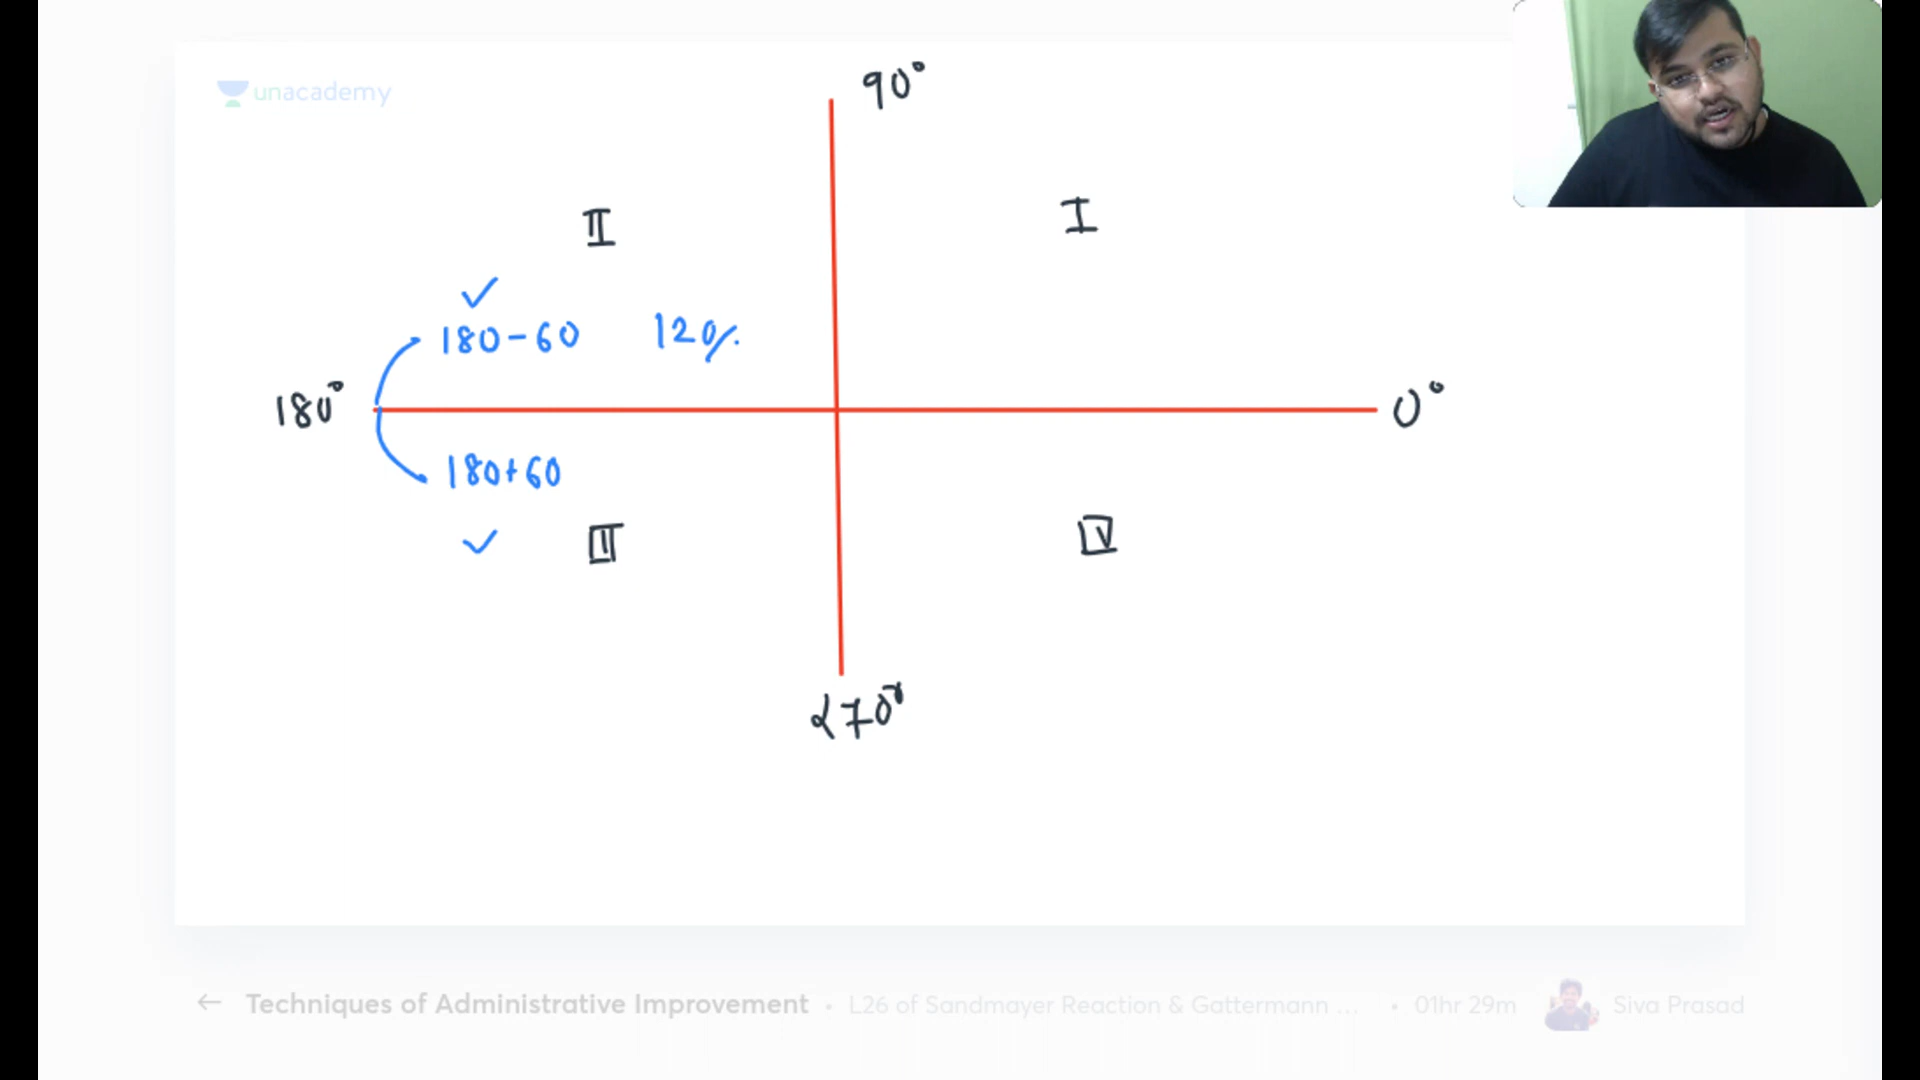 unacademy
90°
II
I
✓
180-60 120/.
180°
0°
180+60
✓
III
IV
270°
← Techniques of Administrative Improvement • L26 of Sandmayer Reaction & Gattermann ... • 01hr 29m Siva Prasad